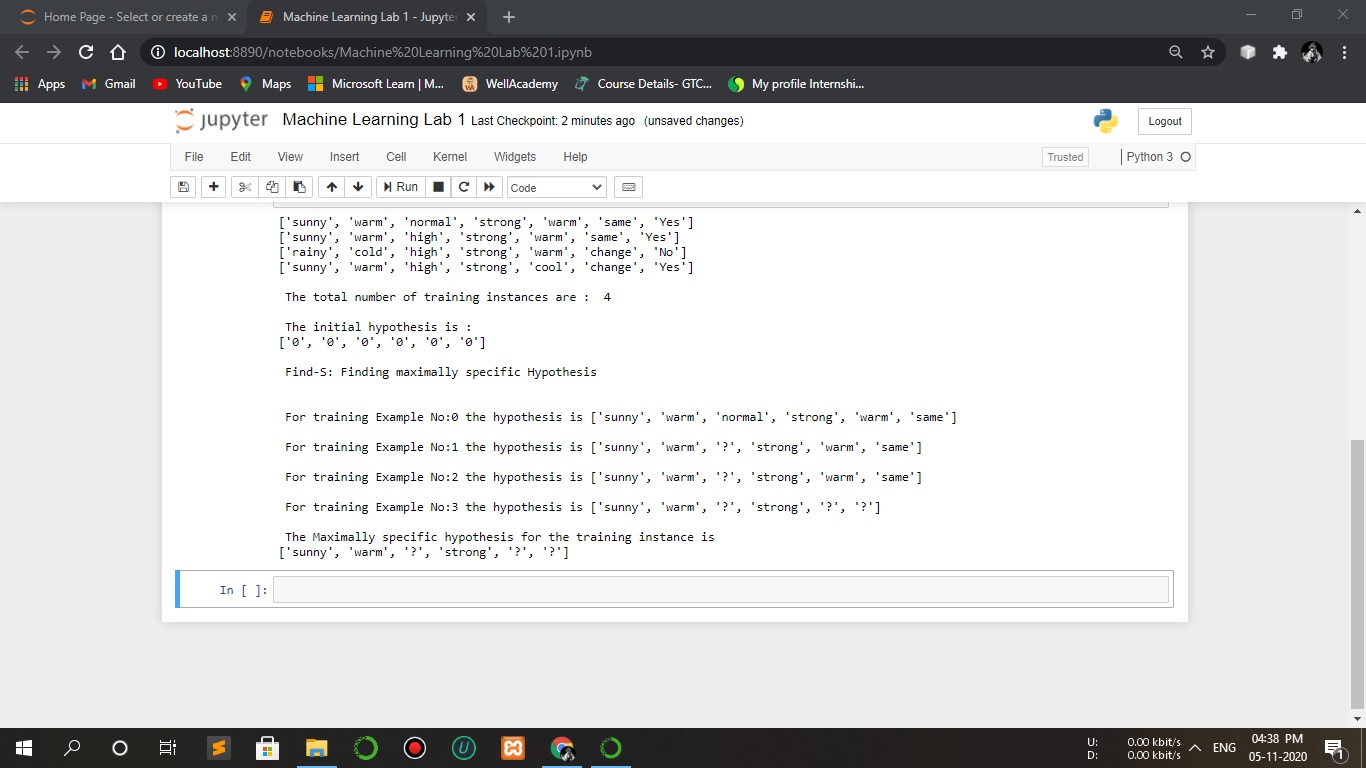 Home Page - Select or create a n
Machine Learning Lab 1 - Jupyter
localhost:8890/notebooks/Machine%20Learning%20Lab%201.ipynb
Apps Gmail YouTube Maps Microsoft Learn | M... WellAcademy Course Details- GTC... My profile Internshi...
jupyter Machine Learning Lab 1 Last Checkpoint: 2 minutes ago (unsaved changes) Logout
File Edit View Insert Cell Kernel Widgets Help Trusted Python 3
Run Code
['sunny', 'warm', 'normal', 'strong', 'warm', 'same', 'Yes']
['sunny', 'warm', 'high', 'strong', 'warm', 'same', 'Yes']
['rainy', 'cold', 'high', 'strong', 'warm', 'change', 'No']
['sunny', 'warm', 'high', 'strong', 'cool', 'change', 'Yes']
The total number of training instances are : 4
The initial hypothesis is :
['0', '0', '0', '0', '0', '0']
Find-S: Finding maximally specific Hypothesis
For training Example No:0 the hypothesis is ['sunny', 'warm', 'normal', 'strong', 'warm', 'same']
For training Example No:1 the hypothesis is ['sunny', 'warm', '?', 'strong', 'warm', 'same']
For training Example No:2 the hypothesis is ['sunny', 'warm', '?', 'strong', 'warm', 'same']
For training Example No:3 the hypothesis is ['sunny', 'warm', '?', 'strong', '?', '?']
The Maximally specific hypothesis for the training instance is
['sunny', 'warm', '?', 'strong', '?', '?']
In [ ]:
U: 0.00 kbit/s
D: 0.00 kbit/s
ENG
04:38 PM
05-11-2020
1